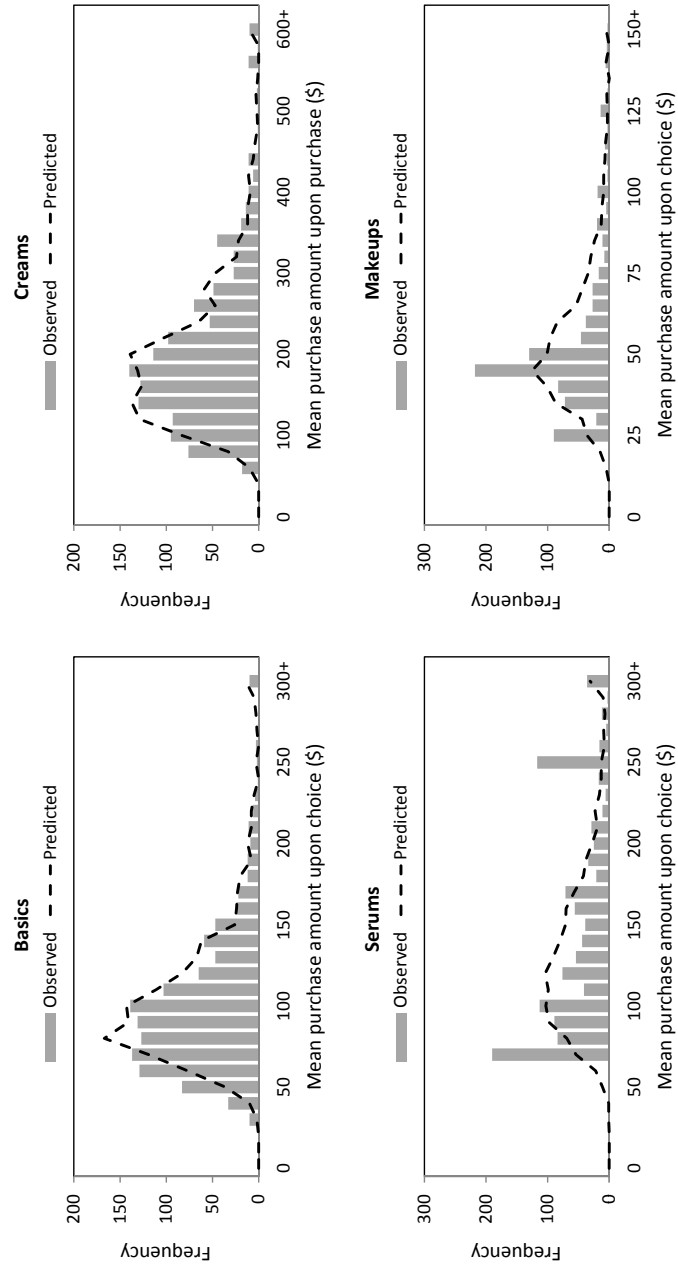 Basics
Observed Predicted
Frequency
200
150
100
50
0
0 50 100 150 200 250 300+
Mean purchase amount upon choice ($)
Creams
Observed Predicted
Frequency
200
150
100
50
0
0 100 200 300 400 500 600+
Mean purchase amount upon purchase ($)
Serums
Observed Predicted
Frequency
300
200
100
0
0 50 100 150 200 250 300+
Mean purchase amount upon choice ($)
Makeups
Observed Predicted
Frequency
300
200
100
0
0 25 50 75 100 125 150+
Mean purchase amount upon choice ($)